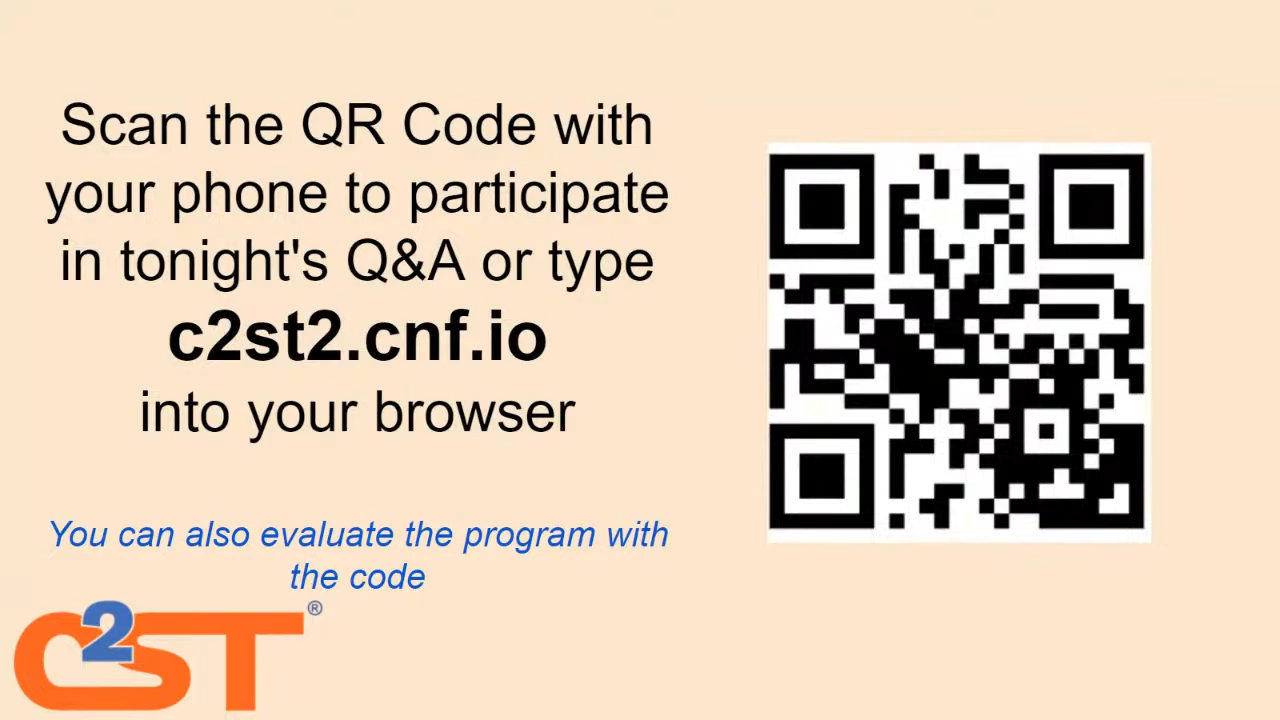 Scan the QR Code with
your phone to participate
in tonight's Q&A or type
c2st2.cnf.io
into your browser
You can also evaluate the program with
the code
C2ST®